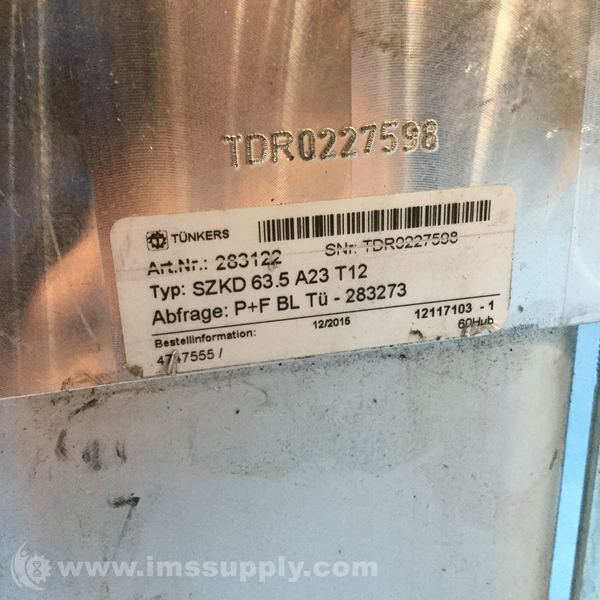 TDR0227598
TÜNKERS
Art.Nr.: 283122 SNr: TDR0227598
Typ: SZKD 63.5 A23 T12
Abfrage: P+F BL Tü - 283273
Bestellinformation: 12/2015 12117103 - 1
60Hub
/
www.imssupply.com